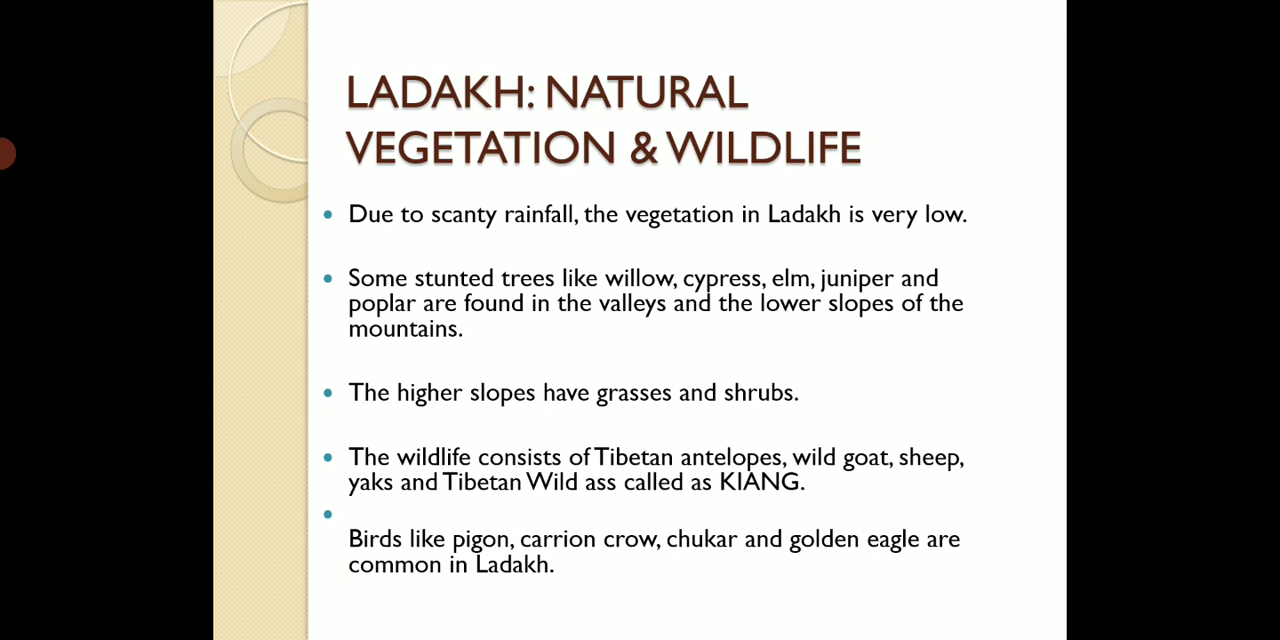 LADAKH: NATURAL
VEGETATION & WILDLIFE
• Due to scanty rainfall, the vegetation in Ladakh is very low.
• Some stunted trees like willow, cypress, elm, juniper and
poplar are found in the valleys and the lower slopes of the
mountains.
• The higher slopes have grasses and shrubs.
• The wildlife consists of Tibetan antelopes, wild goat, sheep,
yaks and Tibetan Wild ass called as KIANG.
•
Birds like pigon, carrion crow, chukar and golden eagle are
common in Ladakh.